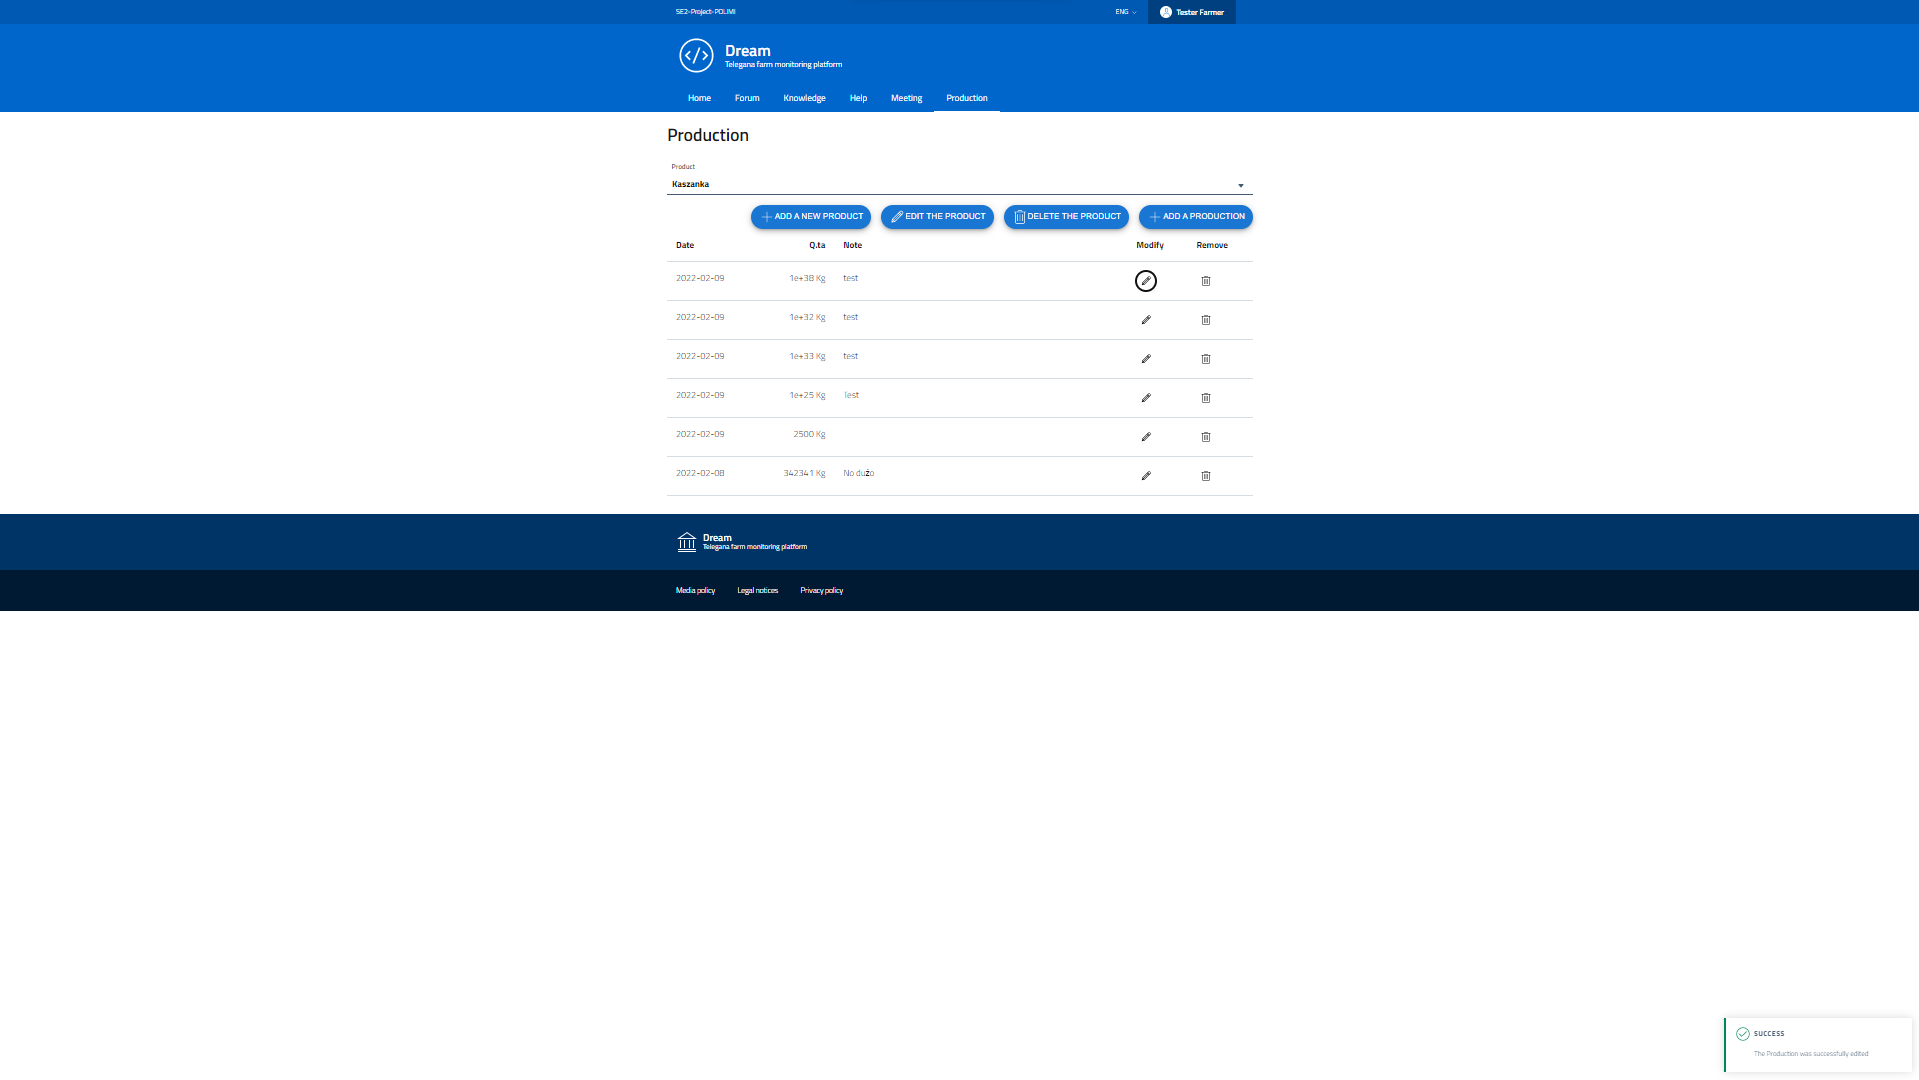 SE2-Project-POLIMI
ENG
Tester Farmer
Dream
Telegana farm monitoring platform
Home Forum Knowledge Help Meeting Production
Production
Product
Kaszanka
ADD A NEW PRODUCT EDIT THE PRODUCT DELETE THE PRODUCT ADD A PRODUCTION
Date Q.ta Note Modify Remove
2022-02-09 1e+38 Kg test
2022-02-09 1e+32 Kg test
2022-02-09 1e+33 Kg test
2022-02-09 1e+25 Kg Test
2022-02-09 2500 Kg
2022-02-08 342341 Kg No dużo
Dream
Telegana farm monitoring platform
Media policy Legal notices Privacy policy
SUCCESS
The Production was successfully edited